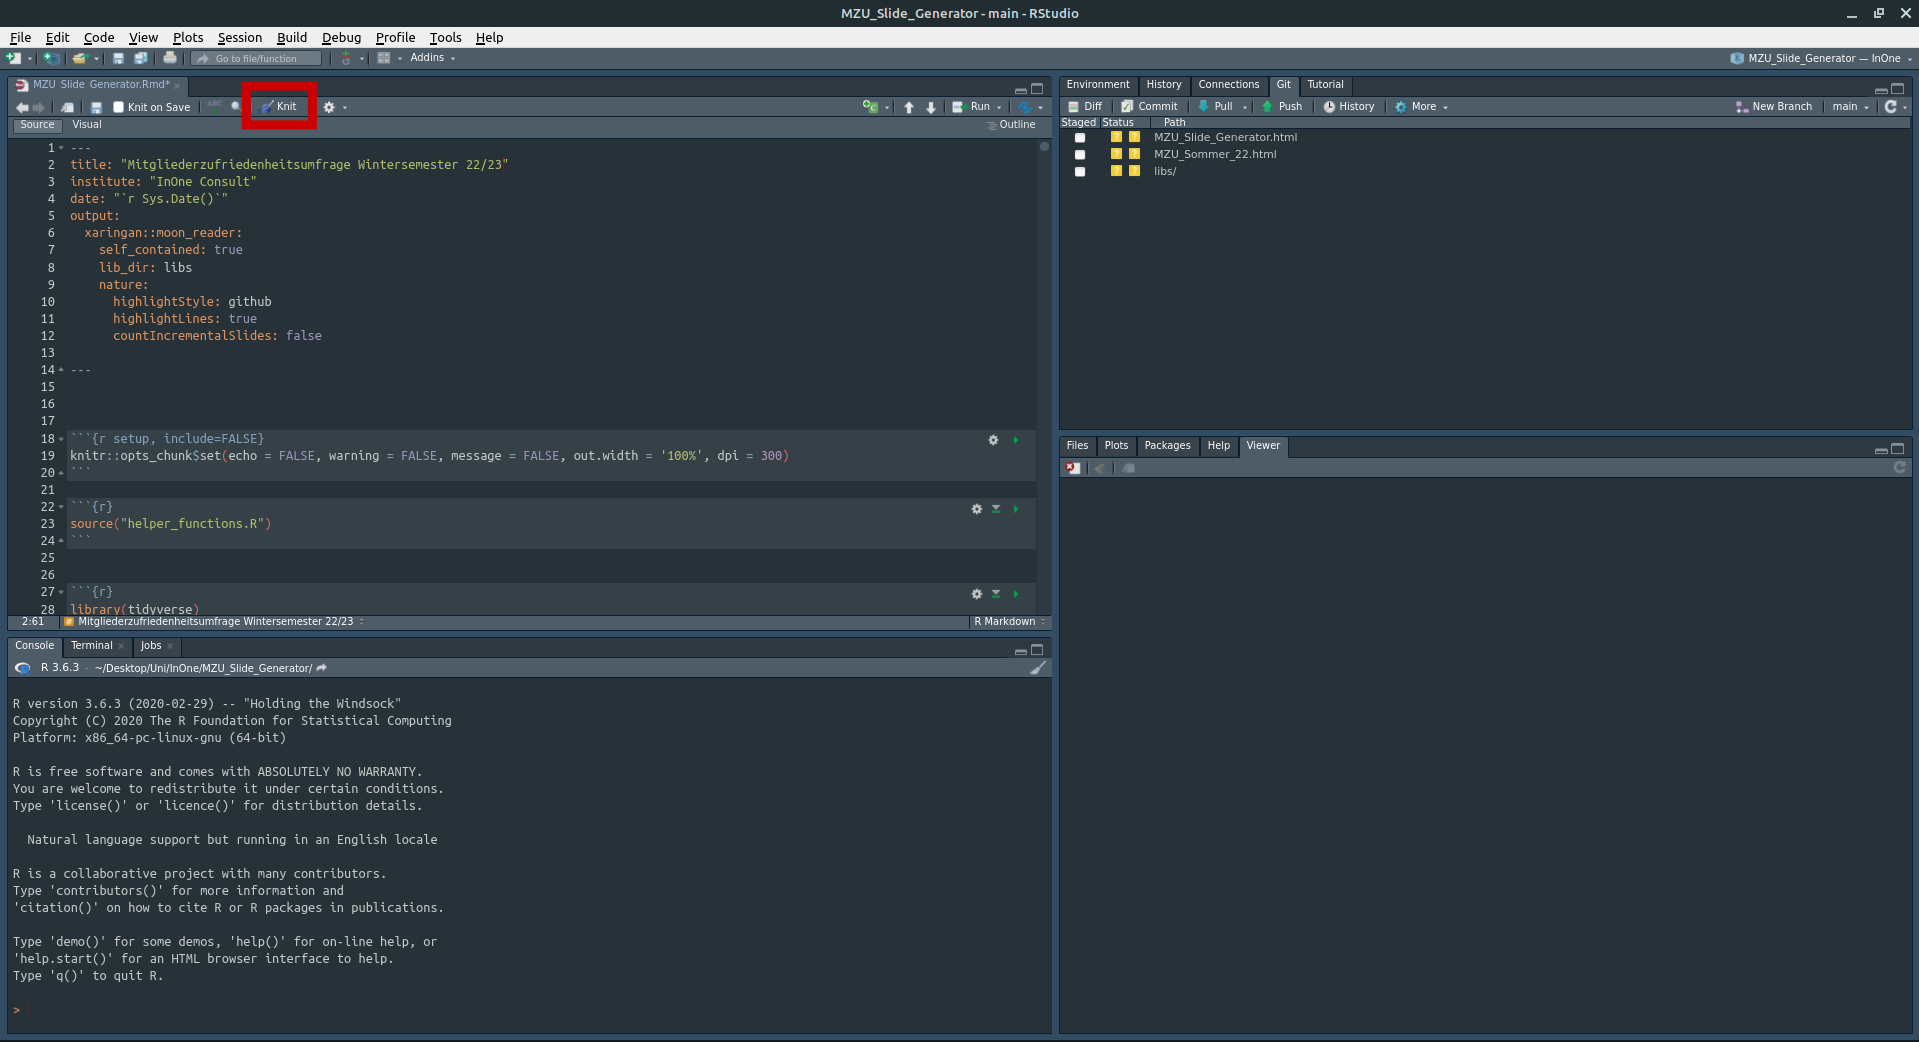 MZU_Slide_Generator - main - RStudio
File Edit Code View Plots Session Build Debug Profile Tools Help
Go to file/function Addins MZU_Slide_Generator — InOne
MZU_Slide_Generator.Rmd*
Knit on Save ABC Knit Run
Source Visual Outline
1 ---
2 title: "Mitgliederzufriedenheitsumfrage Wintersemester 22/23"
3 institute: "InOne Consult"
4 date: "`r Sys.Date()`"
5 output:
6 xaringan::moon_reader:
7 self_contained: true
8 lib_dir: libs
9 nature:
10 highlightStyle: github
11 highlightLines: true
12 countIncrementalSlides: false
13
14 ---
15
16
17
18 ```{r setup, include=FALSE}
19 knitr::opts_chunk$set(echo = FALSE, warning = FALSE, message = FALSE, out.width = '100%', dpi = 300)
20 ```
21
22 ```{r}
23 source("helper_functions.R")
24 ```
25
26
27 ```{r}
28 library(tidyverse)
2:61 Mitgliederzufriedenheitsumfrage Wintersemester 22/23 R Markdown
Console Terminal Jobs
R 3.6.3 · ~/Desktop/Uni/InOne/MZU_Slide_Generator/
R version 3.6.3 (2020-02-29) -- "Holding the Windsock"
Copyright (C) 2020 The R Foundation for Statistical Computing
Platform: x86_64-pc-linux-gnu (64-bit)
R is free software and comes with ABSOLUTELY NO WARRANTY.
You are welcome to redistribute it under certain conditions.
Type 'license()' or 'licence()' for distribution details.
Natural language support but running in an English locale
R is a collaborative project with many contributors.
Type 'contributors()' for more information and
'citation()' on how to cite R or R packages in publications.
Type 'demo()' for some demos, 'help()' for on-line help, or
'help.start()' for an HTML browser interface to help.
Type 'q()' to quit R.
>
Environment History Connections Git Tutorial
Diff Commit Pull Push History More New Branch main
Staged Status Path
? ? MZU_Slide_Generator.html
? ? MZU_Sommer_22.html
? ? libs/
Files Plots Packages Help Viewer